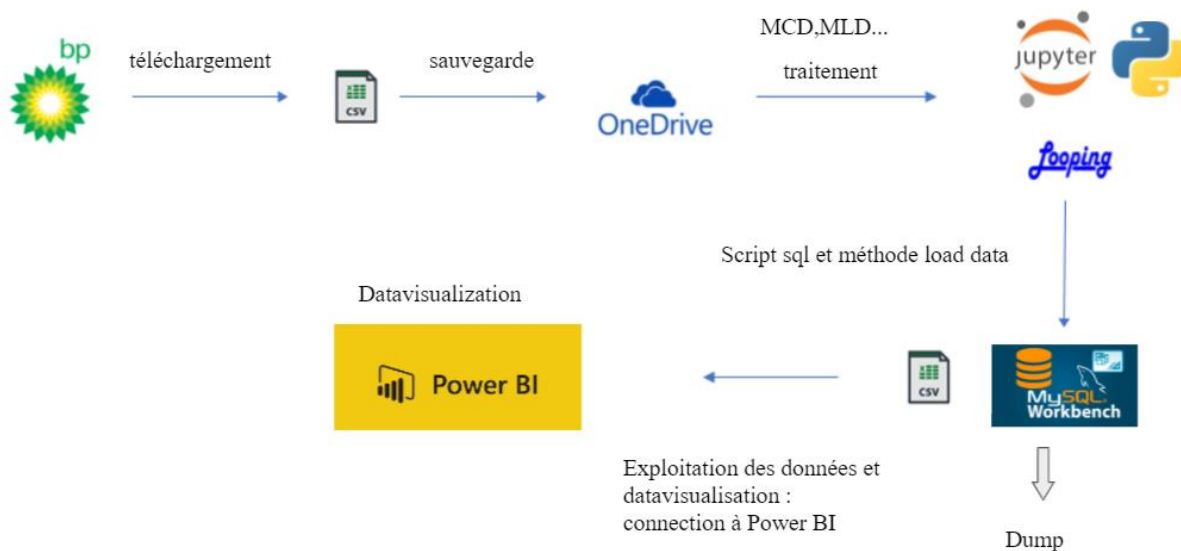 bp
téléchargement
CSV
sauvegarde
OneDrive
MCD,MLD...
traitement
jupyter
Looping
Script sql et méthode load data
Datavisualization
Power BI
CSV
MySQL
Workbench
Exploitation des données et
datavisualisation :
connection à Power BI
Dump